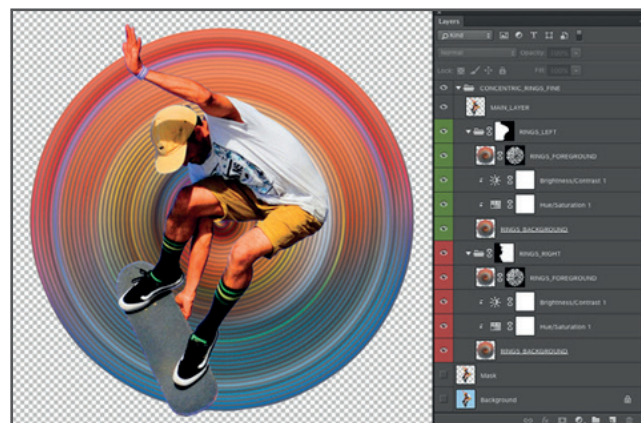 Layers
Kind
Normal
Opacity:
Lock:
Fill:
CONCENTRIC_RINGS_FINE
MAIN_LAYER
RINGS_LEFT
RINGS_FOREGROUND
Brightness/Contrast 1
Hue/Saturation 1
RINGS_BACKGROUND
RINGS_RIGHT
RINGS_FOREGROUND
Brightness/Contrast 1
Hue/Saturation 1
RINGS_BACKGROUND
Mask
Background